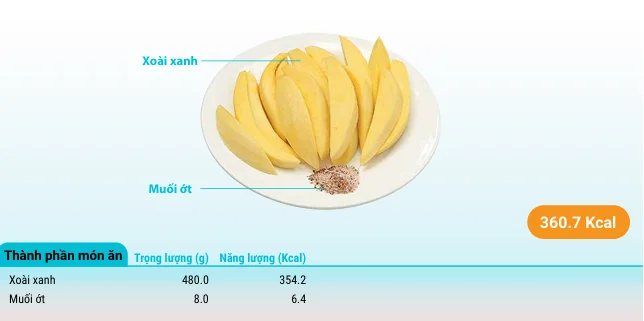 Xoài xanh
Muối ớt
360.7 Kcal
Thành phần món ăn Trọng lượng (g) Năng lượng (Kcal)
Xoài xanh 480.0 354.2
Muối ớt 8.0 6.4